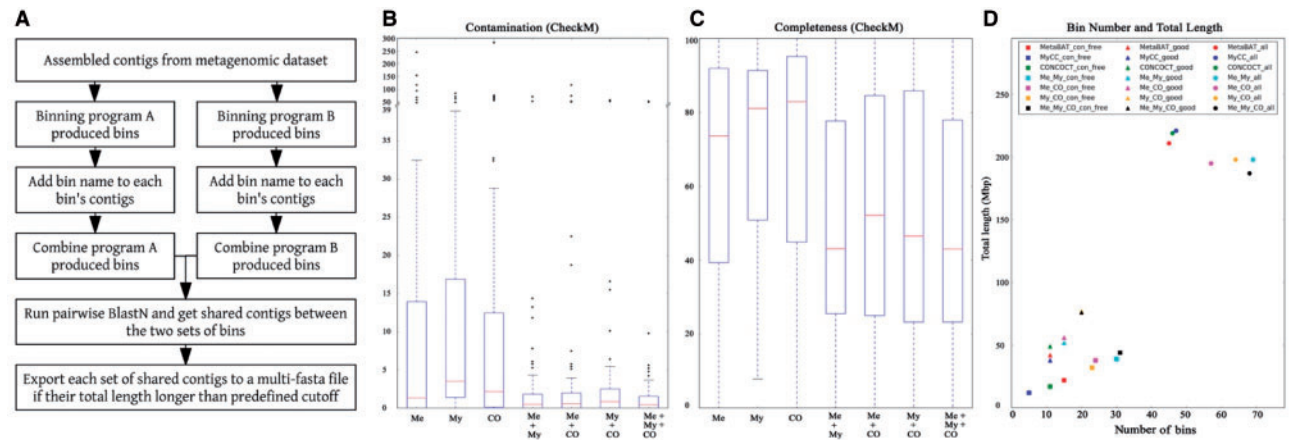 A
Assembled contigs from metagenomic dataset
Binning program A
produced bins
Binning program B
produced bins
Add bin name to each
bin's contigs
Add bin name to each
bin's contigs
Combine program A
produced bins
Combine program B
produced bins
Run pairwise BlastN and get shared contigs between
the two sets of bins
Export each set of shared contigs to a multi-fasta file
if their total length longer than predefined cutoff
B
Contamination (CheckM)
300
250
200
150
100
50
39
35
30
25
20
15
10
5
0
Me
My
CO
Me
+
My
Me
+
CO
My
+
CO
Me +
My +
CO
C
Completeness (CheckM)
100
80
60
40
20
0
Me
My
CO
Me
+
My
Me
+
CO
My
+
CO
Me +
My +
CO
D
Bin Number and Total Length
MetaBAT_con_free MetaBAT_good MetaBAT_all
MyCC_con_free MyCC_good MyCC_all
CONCOCT_con_free CONCOCT_good CONCOCT_all
Me_My_con_free Me_My_good Me_My_all
Me_CO_con_free Me_CO_good Me_CO_all
My_CO_con_free My_CO_good My_CO_all
Me_My_CO_con_free Me_My_CO_good Me_My_CO_all
Total length (Mbp)
250
200
150
100
50
0
0
10
20
30
40
50
60
70
Number of bins